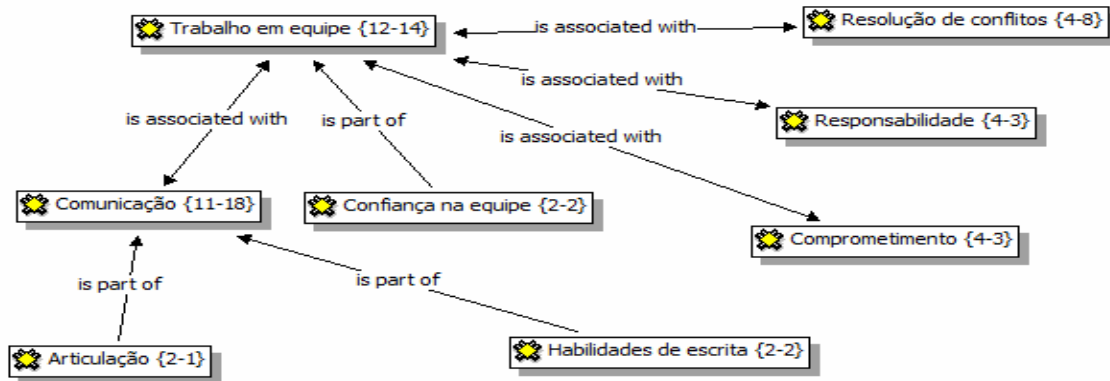 Trabalho em equipe {12-14}
is associated with
Resolução de conflitos {4-8}
is associated with
is associated with
is part of
Responsabilidade {4-3}
is associated with
Comunicação {11-18}
Confiança na equipe {2-2}
Comprometimento {4-3}
is part of
is part of
Articulação {2-1}
Habilidades de escrita {2-2}